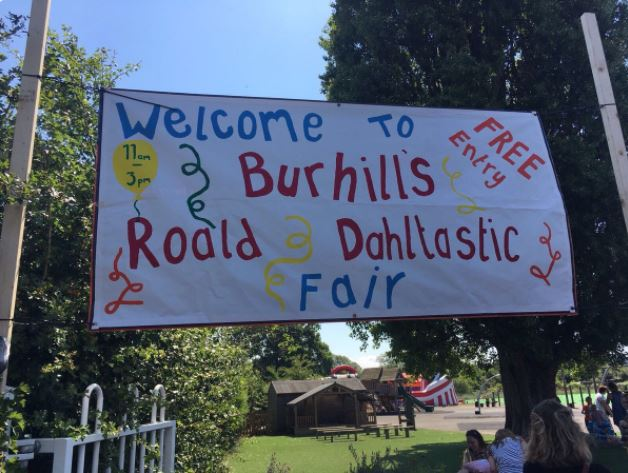 Welcome to
FREE
Entry
11am
-
3pm
Burhill's
Roald Dahltastic
Fair